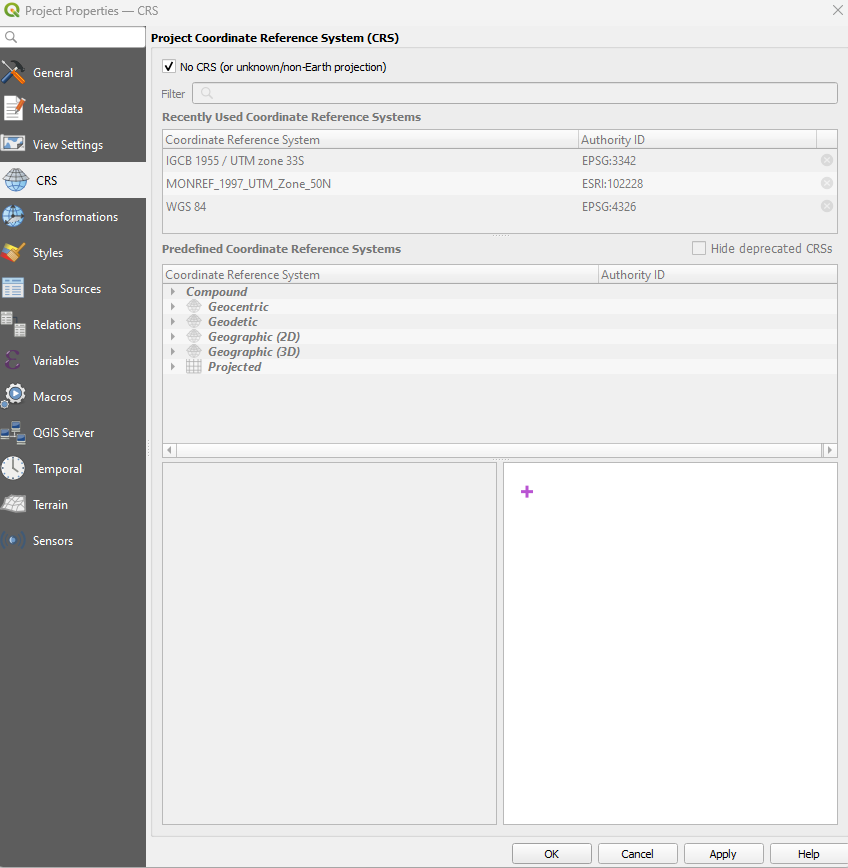 Project Properties — CRS
General
Metadata
View Settings
CRS
Transformations
Styles
Data Sources
Relations
Variables
Macros
QGIS Server
Temporal
Terrain
Sensors
Project Coordinate Reference System (CRS)
No CRS (or unknown/non-Earth projection)
Filter
Recently Used Coordinate Reference Systems
Coordinate Reference System Authority ID
IGCB 1955 / UTM zone 33S EPSG:3342
MONREF_1997_UTM_Zone_50N ESRI:102228
WGS 84 EPSG:4326
Predefined Coordinate Reference Systems Hide deprecated CRSs
Coordinate Reference System Authority ID
Compound
Geocentric
Geodetic
Geographic (2D)
Geographic (3D)
Projected
OK Cancel Apply Help